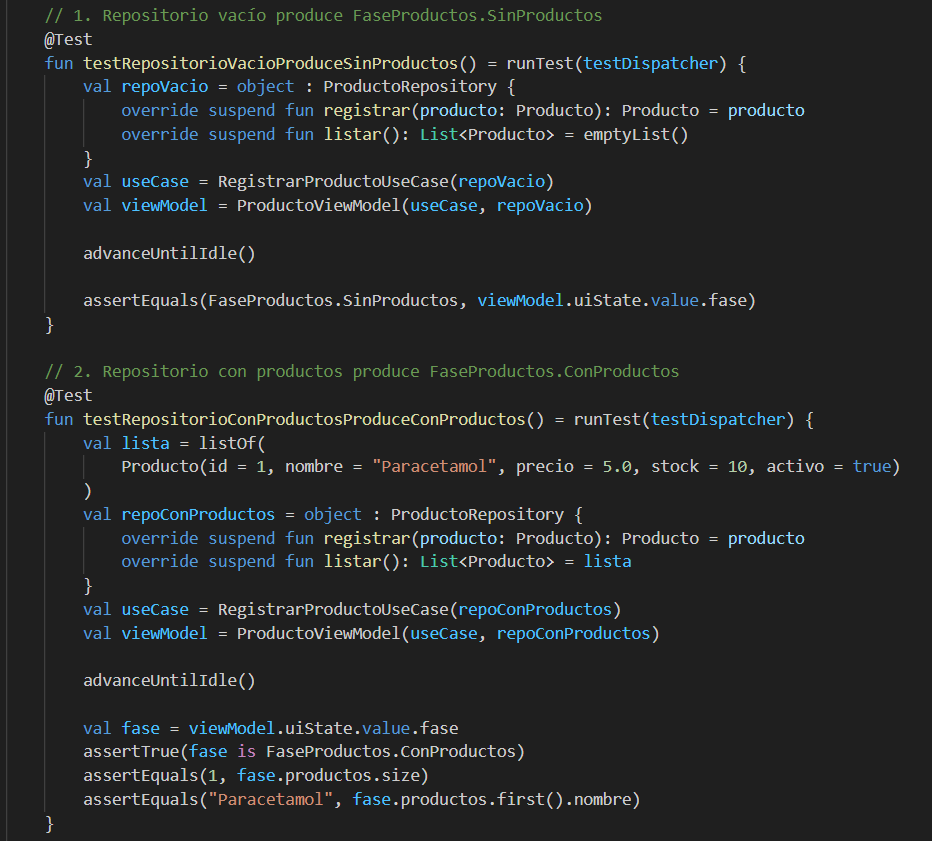 // 1. Repositorio vacío produce FaseProductos.SinProductos
@Test
fun testRepositorioVacioProduceSinProductos() = runTest(testDispatcher) {
    val repoVacio = object : ProductoRepository {
        override suspend fun registrar(producto: Producto): Producto = producto
        override suspend fun listar(): List<Producto> = emptyList()
    }
    val useCase = RegistrarProductoUseCase(repoVacio)
    val viewModel = ProductoViewModel(useCase, repoVacio)

    advanceUntilIdle()

    assertEquals(FaseProductos.SinProductos, viewModel.uiState.value.fase)
}

// 2. Repositorio con productos produce FaseProductos.ConProductos
@Test
fun testRepositorioConProductosProduceConProductos() = runTest(testDispatcher) {
    val lista = listOf(
        Producto(id = 1, nombre = "Paracetamol", precio = 5.0, stock = 10, activo = true)
    )
    val repoConProductos = object : ProductoRepository {
        override suspend fun registrar(producto: Producto): Producto = producto
        override suspend fun listar(): List<Producto> = lista
    }
    val useCase = RegistrarProductoUseCase(repoConProductos)
    val viewModel = ProductoViewModel(useCase, repoConProductos)

    advanceUntilIdle()

    val fase = viewModel.uiState.value.fase
    assertTrue(fase is FaseProductos.ConProductos)
    assertEquals(1, fase.productos.size)
    assertEquals("Paracetamol", fase.productos.first().nombre)
}